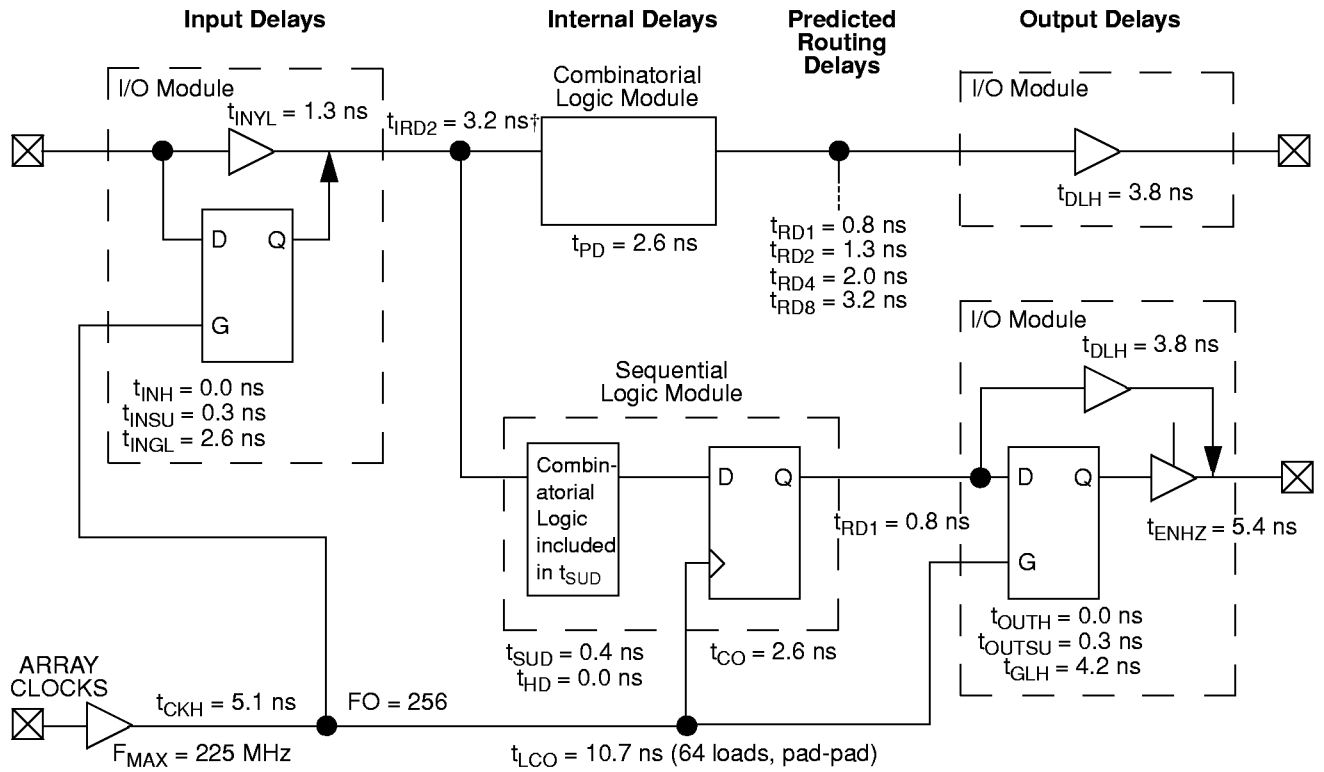 Input Delays
Internal Delays
Predicted
Routing
Delays
Output Delays
I/O Module
tINYL = 1.3 ns
tIRD2 = 3.2 ns†
Combinatorial
Logic Module
tPD = 2.6 ns
tRD1 = 0.8 ns
tRD2 = 1.3 ns
tRD4 = 2.0 ns
tRD8 = 3.2 ns
I/O Module
tDLH = 3.8 ns
D
Q
G
tINH = 0.0 ns
tINSU = 0.3 ns
tINGL = 2.6 ns
Sequential
Logic Module
Combin-
atorial
Logic
included
in tSUD
D
Q
tSUD = 0.4 ns
tHD = 0.0 ns
tCO = 2.6 ns
tRD1 = 0.8 ns
I/O Module
tDLH = 3.8 ns
D
Q
G
tENHZ = 5.4 ns
tOUTH = 0.0 ns
tOUTSU = 0.3 ns
tGLH = 4.2 ns
ARRAY
CLOCKS
tCKH = 5.1 ns
FO = 256
FMAX = 225 MHz
tLCO = 10.7 ns (64 loads, pad-pad)